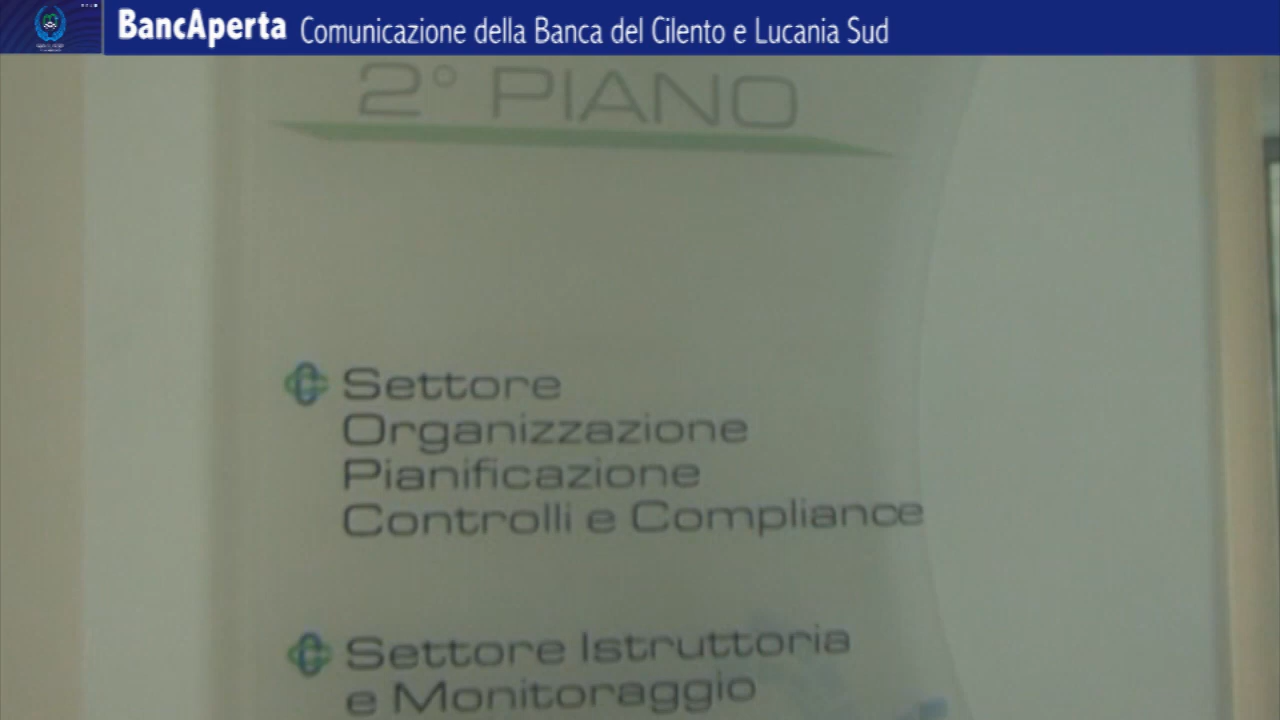 BancAperta Comunicazione della Banca del Cilento e Lucania Sud
2° PIANO
Settore
Organizzazione
Pianificazione
Controlli e Compliance
Settore Istruttoria
e Monitoraggio